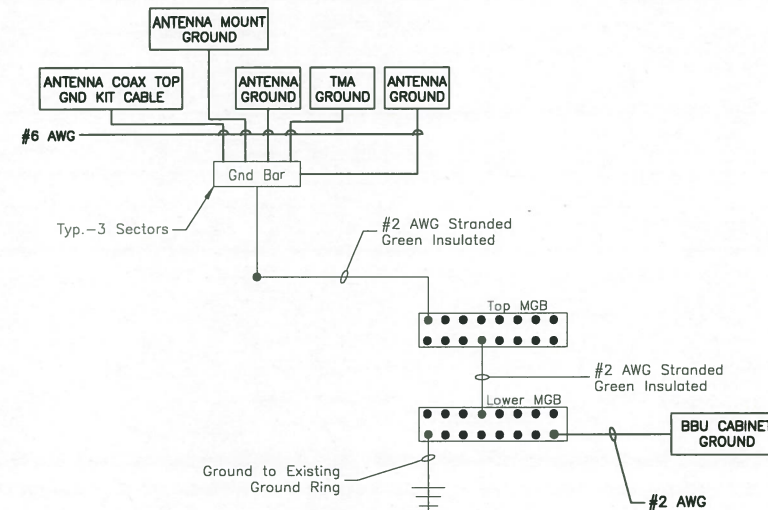 ANTENNA MOUNT
GROUND
ANTENNA COAX TOP
GND KIT CABLE
ANTENNA
GROUND
TMA
GROUND
ANTENNA
GROUND
#6 AWG
Gnd Bar
Typ.-3 Sectors
#2 AWG Stranded
Green Insulated
Top MGB
#2 AWG Stranded
Green Insulated
Lower MGB
BBU CABINET
GROUND
Ground to Existing
Ground Ring
#2 AWG